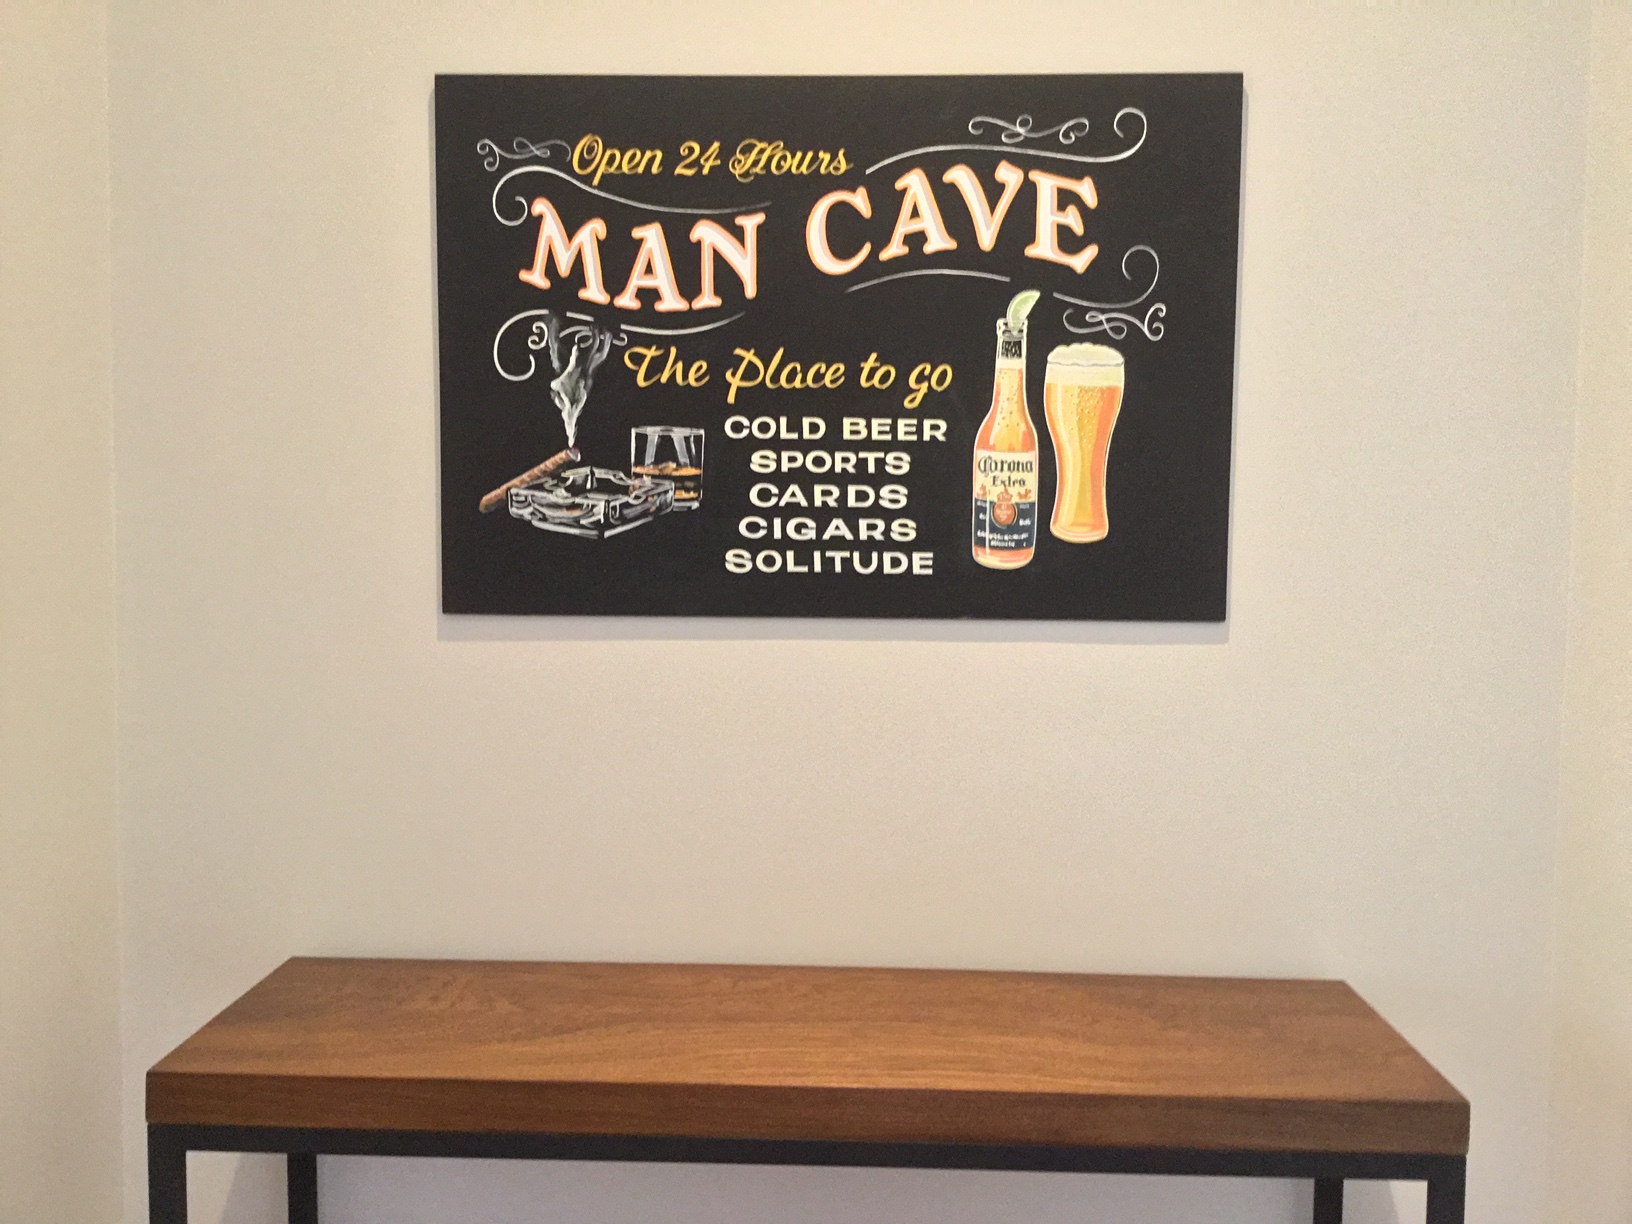 Open 24 Hours
MAN CAVE
The Place to go
COLD BEER
SPORTS
CARDS
CIGARS
SOLITUDE
Corona
Extra